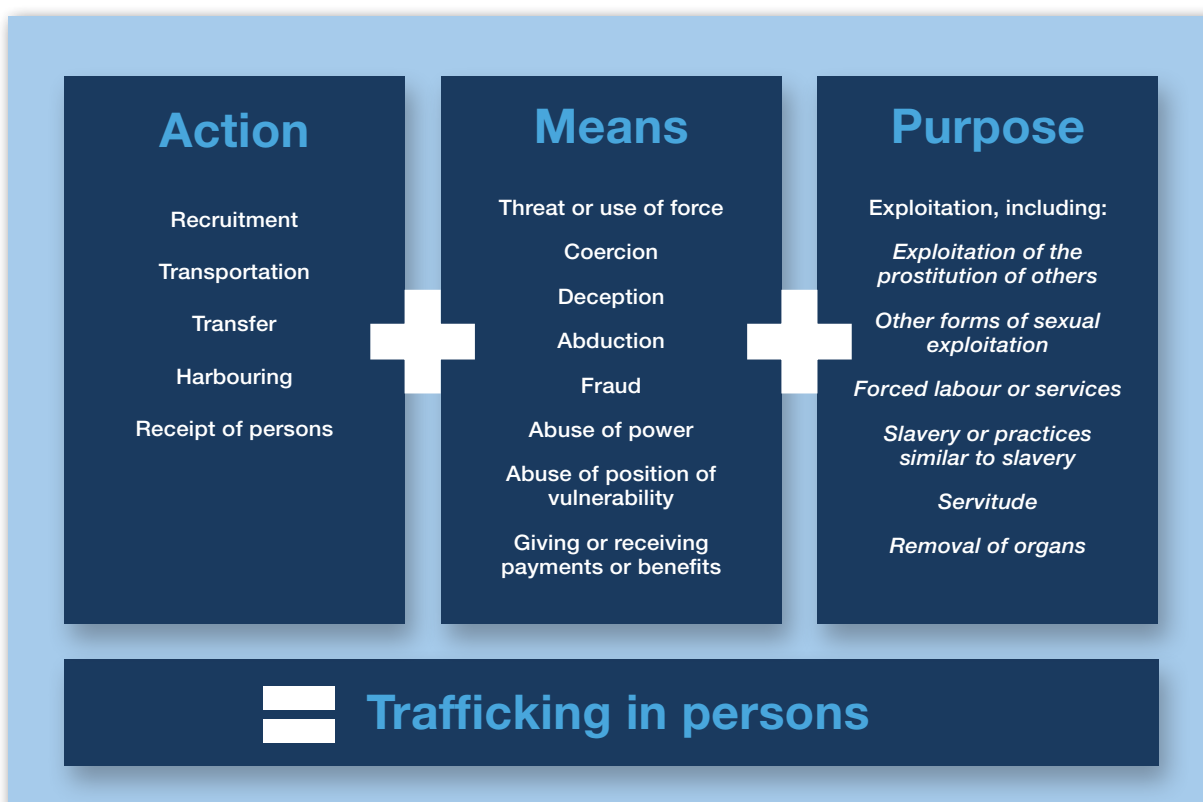 Action
Recruitment
Transportation
Transfer
Harbouring
Receipt of persons
Means
Threat or use of force
Coercion
Deception
Abduction
Fraud
Abuse of power
Abuse of position of
vulnerability
Giving or receiving
payments or benefits
Purpose
Exploitation, including:
Exploitation of the
prostitution of others
Other forms of sexual
exploitation
Forced labour or services
Slavery or practices
similar to slavery
Servitude
Removal of organs
Trafficking in persons